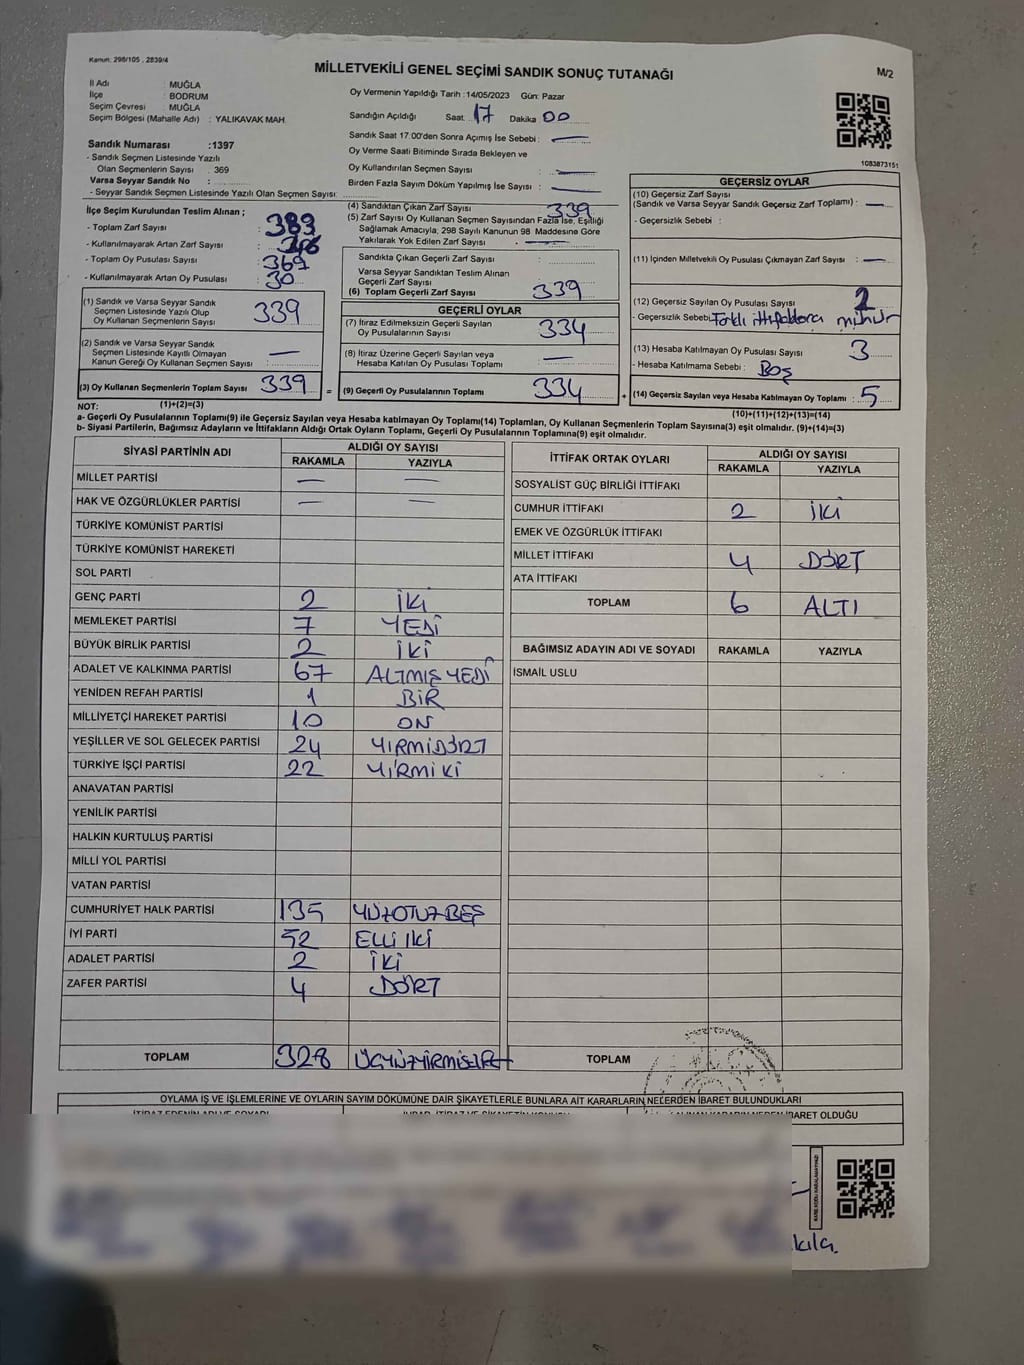 Kanun: 298/105 , 2839/4
MİLLETVEKİLİ GENEL SEÇİMİ SANDIK SONUÇ TUTANAĞI
M/2
İl Adı : MUĞLA
İlçe : BODRUM
Seçim Çevresi : MUĞLA
Seçim Bölgesi (Mahalle Adı) : YALIKAVAK MAH.
Sandık Numarası :1397
- Sandık Seçmen Listesinde Yazılı
Olan Seçmenlerin Sayısı : 369
Varsa Seyyar Sandık No :
- Seyyar Sandık Seçmen Listesinde Yazılı Olan Seçmen Sayısı:
Oy Vermenin Yapıldığı Tarih :14/05/2023 Gün: Pazar
Sandığın Açıldığı Saat 17 Dakika 00
Sandık Saat 17:00'den Sonra Açımış İse Sebebi : —
Oy Verme Saati Bitiminde Sırada Bekleyen ve
Oy Kullandırılan Seçmen Sayısı : —
Birden Fazla Sayım Döküm Yapılmış İse Sayısı : —
1083873151
İlçe Seçim Kurulundan Teslim Alınan ;
- Toplam Zarf Sayısı : 383
- Kullanılmayarak Artan Zarf Sayısı :
- Toplam Oy Pusulası Sayısı : 369
- Kullanılmayarak Artan Oy Pusulası : 30
(4) Sandıktan Çıkan Zarf Sayısı : 339
(5) Zarf Sayısı Oy Kullanan Seçmen Sayısından Fazla İse, Eşitliği
Sağlamak Amacıyla, 298 Sayılı Kanunun 98. Maddesine Göre
Yakılarak Yok Edilen Zarf Sayısı : —
Sandıkta Çıkan Geçerli Zarf Sayısı :
Varsa Seyyar Sandıktan Teslim Alınan
Geçerli Zarf Sayısı :
(6) Toplam Geçerli Zarf Sayısı : 339
GEÇERSİZ OYLAR
(10) Geçersiz Zarf Sayısı
(Sandık ve Varsa Seyyar Sandık Geçersiz Zarf Toplamı) : —
- Geçersizlik Sebebi :
(11) İçinden Milletvekili Oy Pusulası Çıkmayan Zarf Sayısı : —
(12) Geçersiz Sayılan Oy Pusulası Sayısı : 2
- Geçersizlik Sebebi: Farklı ittifaklara mühür
(13) Hesaba Katılmayan Oy Pusulası Sayısı : 3
- Hesaba Katılmama Sebebi : Boş
(14) Geçersiz Sayılan veya Hesaba Katılmayan Oy Toplamı : 5
(10)+(11)+(12)+(13)=(14)
(1) Sandık ve Varsa Seyyar Sandık
Seçmen Listesinde Yazılı Olup
Oy Kullanan Seçmenlerin Sayısı : 339
(2) Sandık ve Varsa Seyyar Sandık
Seçmen Listesinde Kayıtlı Olmayan
Kanun Gereği Oy Kullanan Seçmen Sayısı : —
(3) Oy Kullanan Seçmenlerin Toplam Sayısı : 339 =
(1)+(2)=(3)
GEÇERLİ OYLAR
(7) İtiraz Edilmeksizin Geçerli Sayılan
Oy Pusulalarının Sayısı : 334
(8) İtiraz Üzerine Geçerli Sayılan veya
Hesaba Katılan Oy Pusulası Toplamı : —
(9) Geçerli Oy Pusulalarının Toplamı : 334 +
NOT:
a- Geçerli Oy Pusulalarının Toplamı(9) ile Geçersiz Sayılan veya Hesaba katılmayan Oy Toplamı(14) Toplamları, Oy Kullanan Seçmenlerin Toplam Sayısına(3) eşit olmalıdır. (9)+(14)=(3)
b- Siyasi Partilerin, Bağımsız Adayların ve İttifakların Aldığı Ortak Oyların Toplamı, Geçerli Oy Pusulalarının Toplamına(9) eşit olmalıdır.
SİYASİ PARTİNİN ADI ALDIĞI OY SAYISI
RAKAMLA YAZIYLA
MİLLET PARTİSİ — —
HAK VE ÖZGÜRLÜKLER PARTİSİ — —
TÜRKİYE KOMÜNİST PARTİSİ
TÜRKİYE KOMÜNİST HAREKETİ
SOL PARTİ
GENÇ PARTİ 2 İKİ
MEMLEKET PARTİSİ 7 YEDİ
BÜYÜK BİRLİK PARTİSİ 2 İKİ
ADALET VE KALKINMA PARTİSİ 67 ALTMIŞ YEDİ
YENİDEN REFAH PARTİSİ 1 BİR
MİLLİYETÇİ HAREKET PARTİSİ 10 ON
YEŞİLLER VE SOL GELECEK PARTİSİ 24 YİRMİDÖRT
TÜRKİYE İŞÇİ PARTİSİ 22 YİRMİ Kİ
ANAVATAN PARTİSİ
YENİLİK PARTİSİ
HALKIN KURTULUŞ PARTİSİ
MİLLİ YOL PARTİSİ
VATAN PARTİSİ
CUMHURİYET HALK PARTİSİ 135 YÜZOTUZBEŞ
İYİ PARTİ 52 ELLİ İKİ
ADALET PARTİSİ 2 İKİ
ZAFER PARTİSİ 4 DÖRT
TOPLAM 328
İTTİFAK ORTAK OYLARI ALDIĞI OY SAYISI
RAKAMLA YAZIYLA
SOSYALİST GÜÇ BİRLİĞİ İTTİFAKI
CUMHUR İTTİFAKI 2 İKİ
EMEK VE ÖZGÜRLÜK İTTİFAKI
MİLLET İTTİFAKI 4 DÖRT
ATA İTTİFAKI
TOPLAM 6 ALTI
BAĞIMSIZ ADAYIN ADI VE SOYADI RAKAMLA YAZIYLA
İSMAİL USLU
TOPLAM
OYLAMA İŞ VE İŞLEMLERİNE VE OYLARIN SAYIM DÖKÜMÜNE DAİR ŞİKAYETLERLE BUNLARA AİT KARARLARIN NELERDEN İBARET BULUNDUKLARI
İBARET OLDUĞU